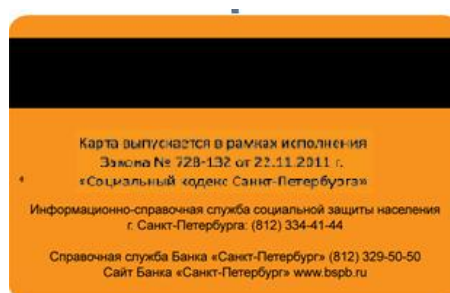 Карта выпускается в рамках исполнения
Закона № 728-132 от 22.11.2011 г.
«Социальный кодекс Санкт-Петербурга»
Информационно-справочная служба социальной защиты населения
г. Санкт-Петербурга: (812) 334-41-44
Справочная служба Банка «Санкт-Петербург» (812) 329-50-50
Сайт Банка «Санкт-Петербург» www.bspb.ru